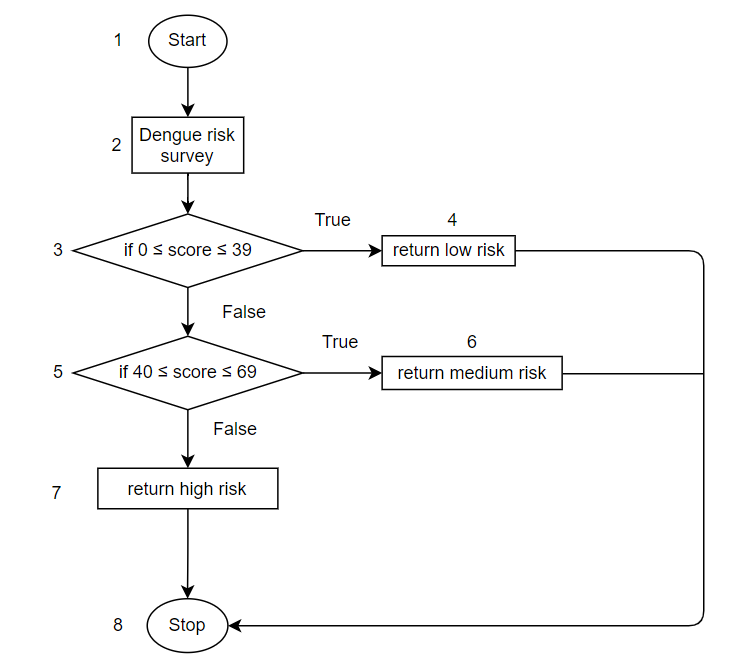 1
Start
2
Dengue risk
survey
3
if 0 ≤ score ≤ 39
True
4
return low risk
False
5
if 40 ≤ score ≤ 69
True
6
return medium risk
False
7
return high risk
8
Stop